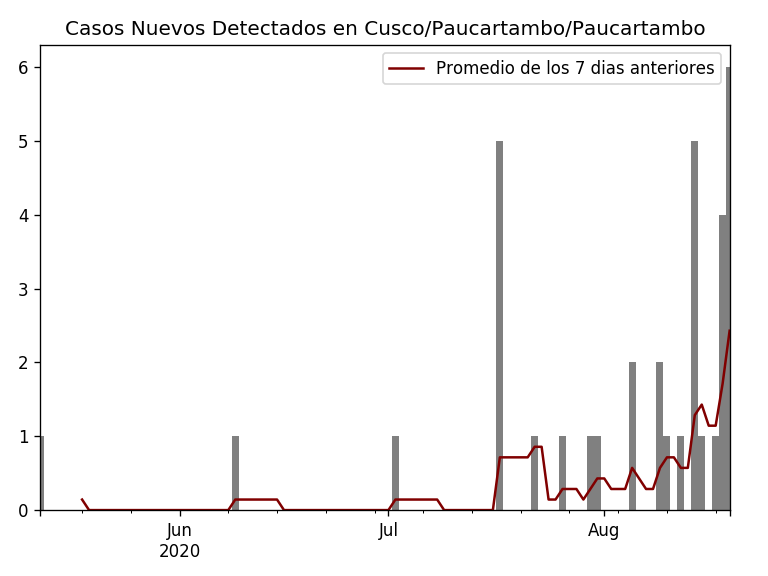 Casos Nuevos Detectados en Cusco/Paucartambo/Paucartambo
Promedio de los 7 dias anteriores
6
5
4
3
2
1
0
Jun
2020
Jul
Aug